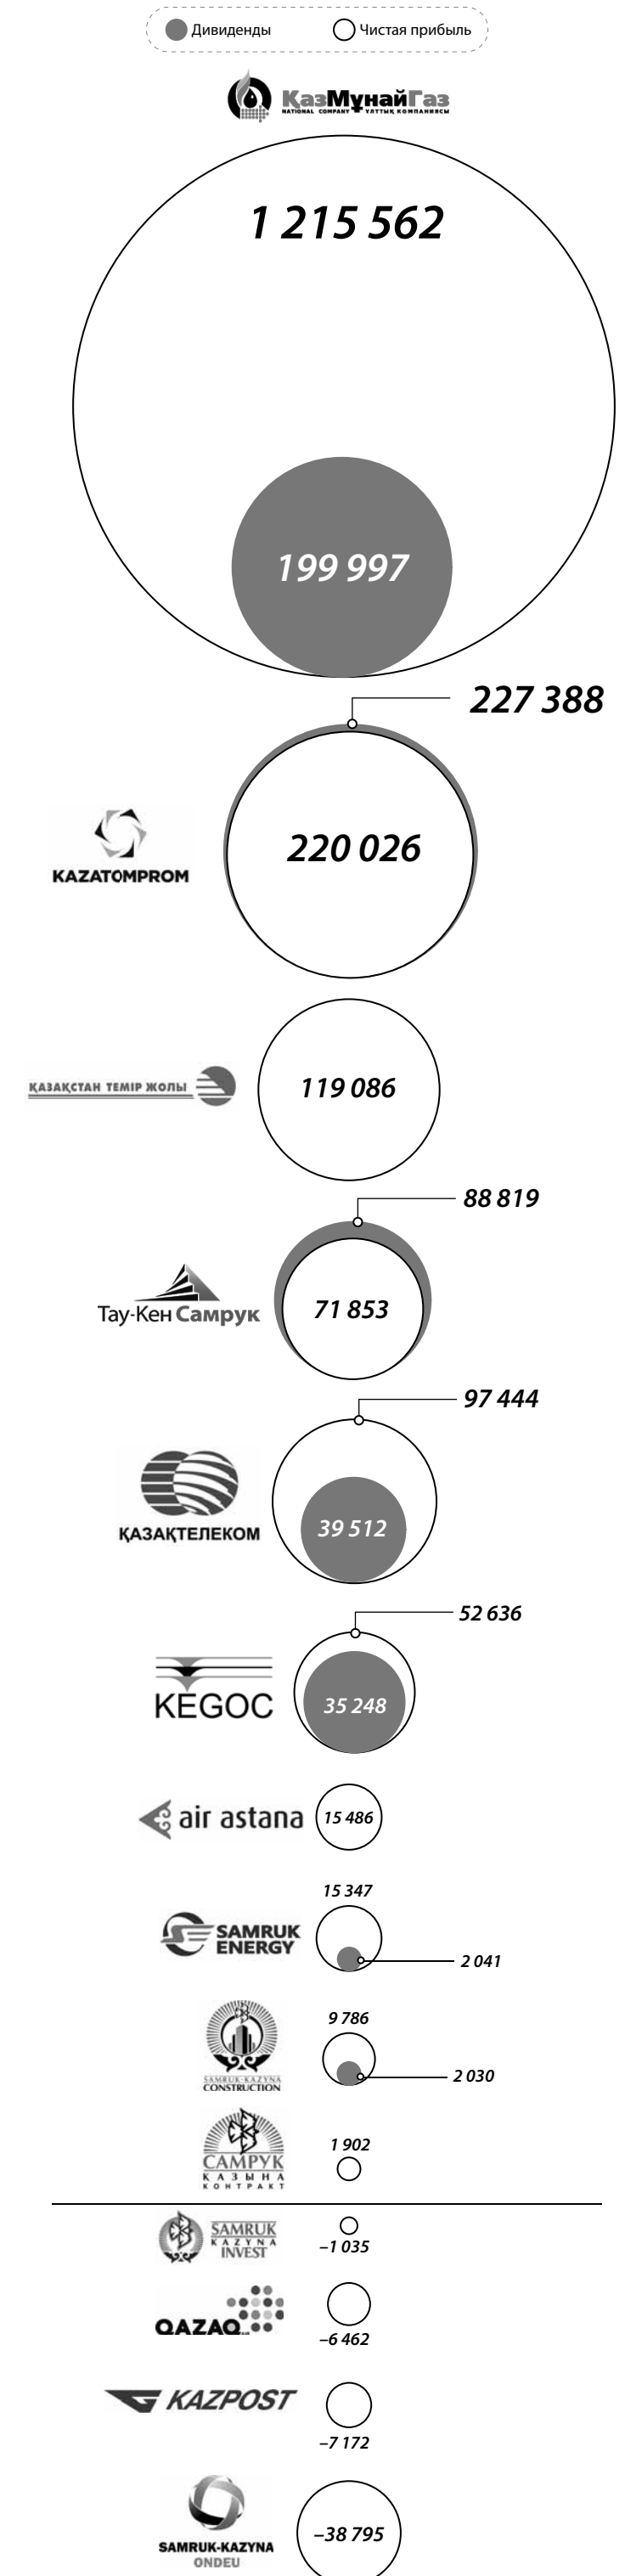 Дивиденды Чистая прибыль
ҚазМұнайГаз
NATIONAL COMPANY ҰЛТТЫҚ КОМПАНИЯСЫ
1 215 562
199 997
227 388
220 026
KAZATOMPROM
119 086
ҚАЗАҚСТАН ТЕМІР ЖОЛЫ
88 819
71 853
Тау-Кен Самрук
97 444
39 512
ҚАЗАҚТЕЛЕКОМ
52 636
35 248
KEGOC
air astana
15 486
15 347
SAMRUK
ENERGY
2 041
9 786
2 030
SAMRUK-KAZYNA
CONSTRUCTION
1 902
САМРУК
КАЗЫНА
КОНТРАКТ
SAMRUK
KAZYNA
INVEST
–1 035
QAZAQ
–6 462
KAZPOST
–7 172
–38 795
SAMRUK-KAZYNA
ONDEU